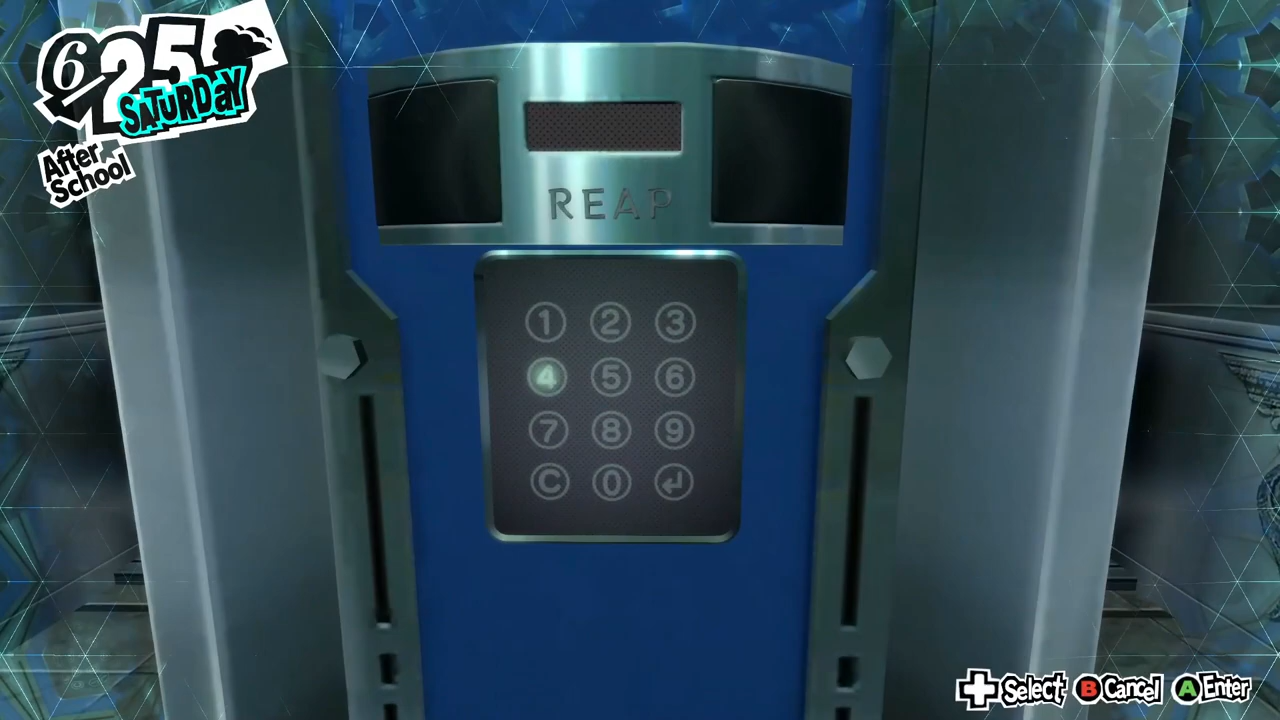 6/25
SATURDAY
After
School
REAP
1 2 3
4 5 6
7 8 9
C 0 ↵
Select B Cancel A Enter